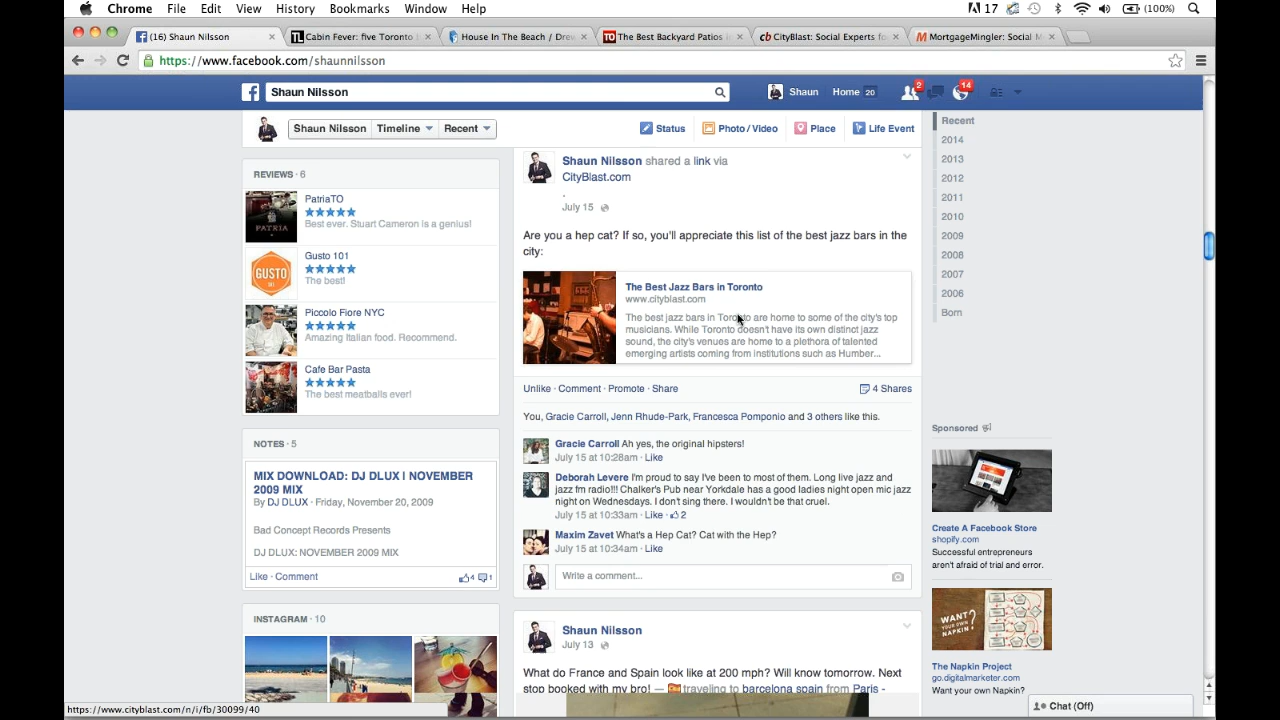 Chrome File Edit View History Bookmarks Window Help
17 (100%)
(16) Shaun Nilsson
Cabin Fever: five Toronto
House In The Beach / Drew
The Best Backyard Patios i
CityBlast: Social Experts fo
MortgageMingler: Social M
https://www.facebook.com/shaunnilsson
Shaun Nilsson
Shaun Home 20 2 14
Shaun Nilsson Timeline Recent
Status Photo/Video Place Life Event
REVIEWS · 6
PatriaTO
Best ever. Stuart Cameron is a genius!
Gusto 101
The best!
Piccolo Fiore NYC
Amazing Italian food. Recommend.
Cafe Bar Pasta
The best meatballs ever!
NOTES · 5
MIX DOWNLOAD: DJ DLUX | NOVEMBER
2009 MIX
By DJ DLUX · Friday, November 20, 2009
Bad Concept Records Presents
DJ DLUX: NOVEMBER 2009 MIX
Like · Comment 4 1
INSTAGRAM · 10
Shaun Nilsson shared a link via
CityBlast.com
.
July 15
Are you a hep cat? If so, you'll appreciate this list of the best jazz bars in the
city:
The Best Jazz Bars in Toronto
www.cityblast.com
The best jazz bars in Toronto are home to some of the city's top
musicians. While Toronto doesn't have its own distinct jazz
sound, the city's venues are home to a plethora of talented
emerging artists coming from institutions such as Humber...
Unlike · Comment · Promote · Share 4 Shares
You, Gracie Carroll, Jenn Rhude-Park, Francesca Pomponio and 3 others like this.
Gracie Carroll Ah yes, the original hipsters!
July 15 at 10:28am · Like
Deborah Levere I'm proud to say I've been to most of them. Long live jazz and
jazz fm radio!!! Chalker's Pub near Yorkdale has a good ladies night open mic jazz
night on Wednesdays. I don't sing there. I wouldn't be that cruel.
July 15 at 10:33am · Like · 2
Maxim Zavet What's a Hep Cat? Cat with the Hep?
July 15 at 10:34am · Like
Write a comment...
Shaun Nilsson
July 13
What do France and Spain look like at 200 mph? Will know tomorrow. Next
stop booked with my bro! — traveling to barcelona spain from Paris -
Recent
2014
2013
2012
2011
2010
2009
2008
2007
2006
Born
Sponsored
Create A Facebook Store
shopify.com
Successful entrepreneurs
aren't afraid of trial and error.
WANT
YOUR OWN
NAPKIN?
The Napkin Project
go.digitalmarketer.com
Want your own Napkin?
Chat (Off)
https://www.cityblast.com/n/i/fb/30099/40